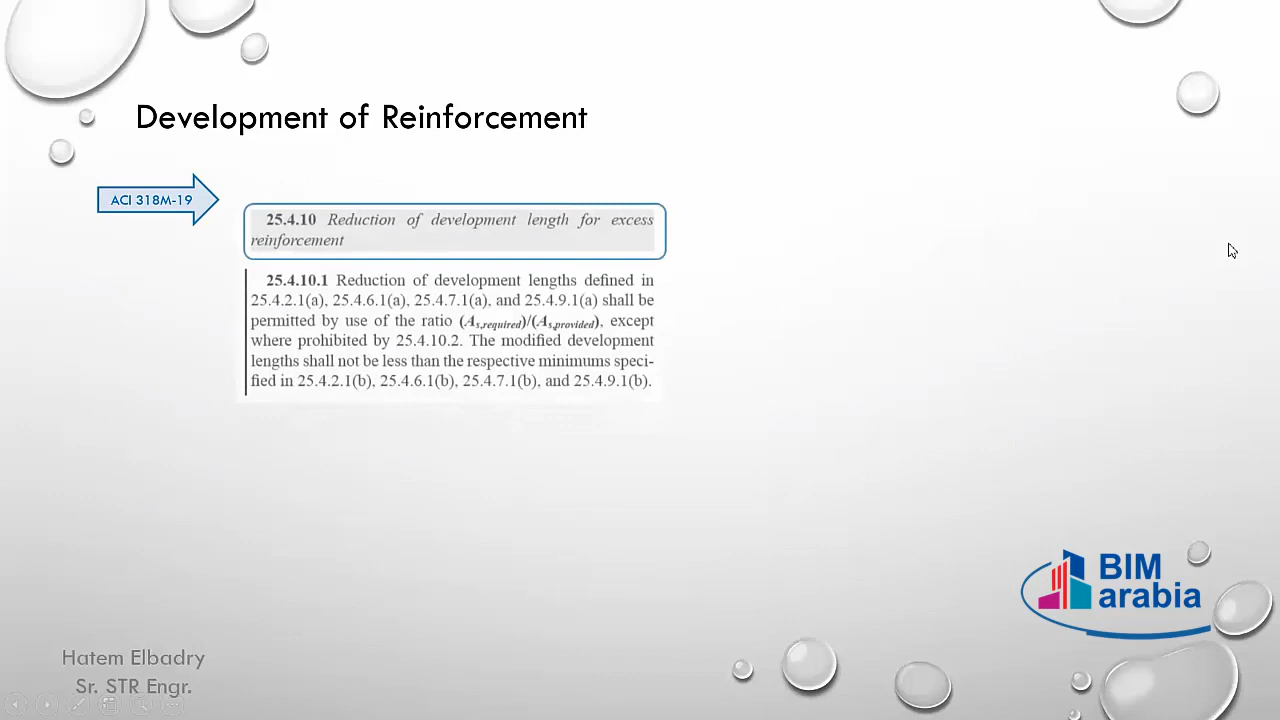 Development of Reinforcement
ACI 318M-19
25.4.10 Reduction of development length for excess
reinforcement
25.4.10.1 Reduction of development lengths defined in
25.4.2.1(a), 25.4.6.1(a), 25.4.7.1(a), and 25.4.9.1(a) shall be
permitted by use of the ratio (As,required)/(As,provided), except
where prohibited by 25.4.10.2. The modified development
lengths shall not be less than the respective minimums speci-
fied in 25.4.2.1(b), 25.4.6.1(b), 25.4.7.1(b), and 25.4.9.1(b).
BIM
arabia
Hatem Elbadry
Sr. STR Engr.